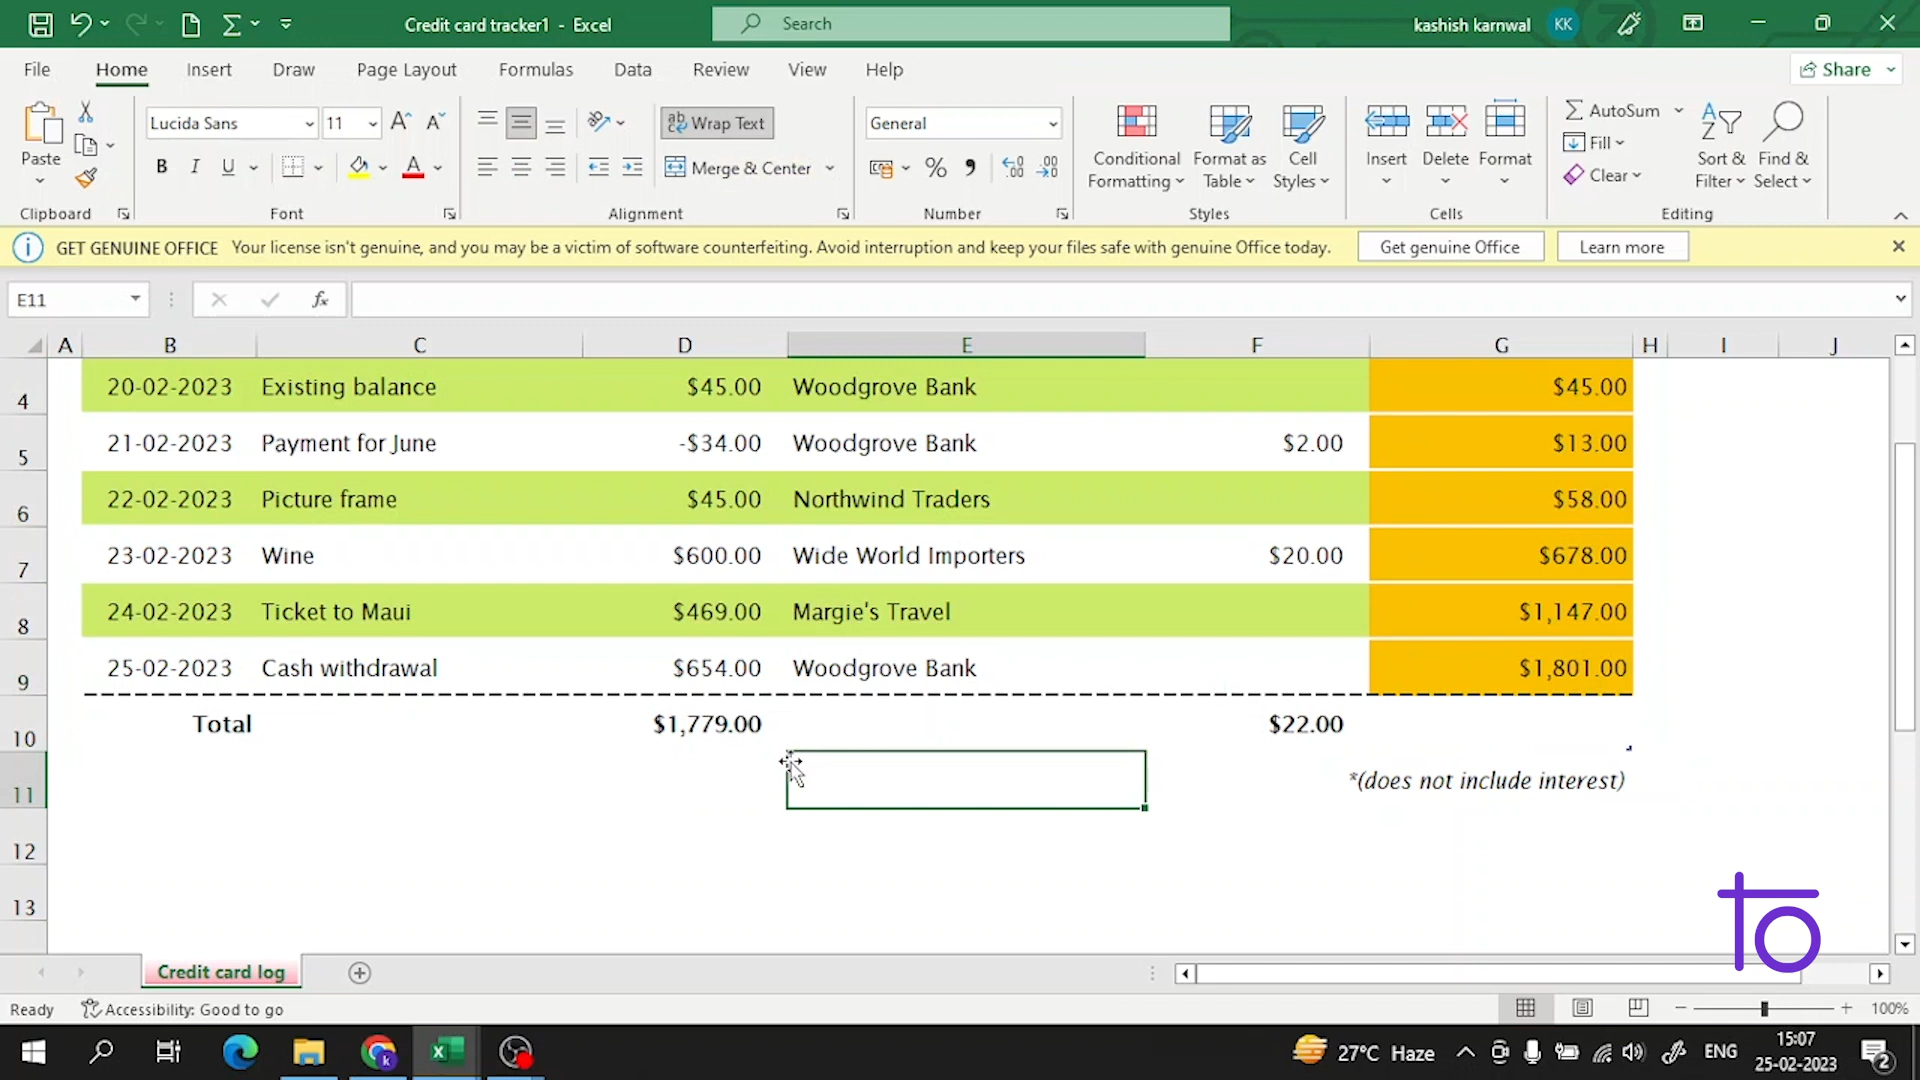 Credit card tracker1 - Excel
Search
kashish karnwal
KK
File Home Insert Draw Page Layout Formulas Data Review View Help
Share
Paste
Clipboard
Lucida Sans 11
B I U
Font
Wrap Text
Merge & Center
Alignment
General
Number
Conditional Formatting
Format as Table
Cell Styles
Styles
Insert Delete Format
Cells
AutoSum
Fill
Clear
Sort & Filter
Find & Select
Editing
GET GENUINE OFFICE Your license isn't genuine, and you may be a victim of software counterfeiting. Avoid interruption and keep your files safe with genuine Office today. Get genuine Office Learn more
E11 fx
A B C D E F G H I J
4 20-02-2023 Existing balance $45.00 Woodgrove Bank $45.00
5 21-02-2023 Payment for June -$34.00 Woodgrove Bank $2.00 $13.00
6 22-02-2023 Picture frame $45.00 Northwind Traders $58.00
7 23-02-2023 Wine $600.00 Wide World Importers $20.00 $678.00
8 24-02-2023 Ticket to Maui $469.00 Margie's Travel $1,147.00
9 25-02-2023 Cash withdrawal $654.00 Woodgrove Bank $1,801.00
10 Total $1,779.00 $22.00
11 *(does not include interest)
12
13
to
Credit card log
Ready Accessibility: Good to go 100%
27°C Haze ENG 15:07
25-02-2023
2